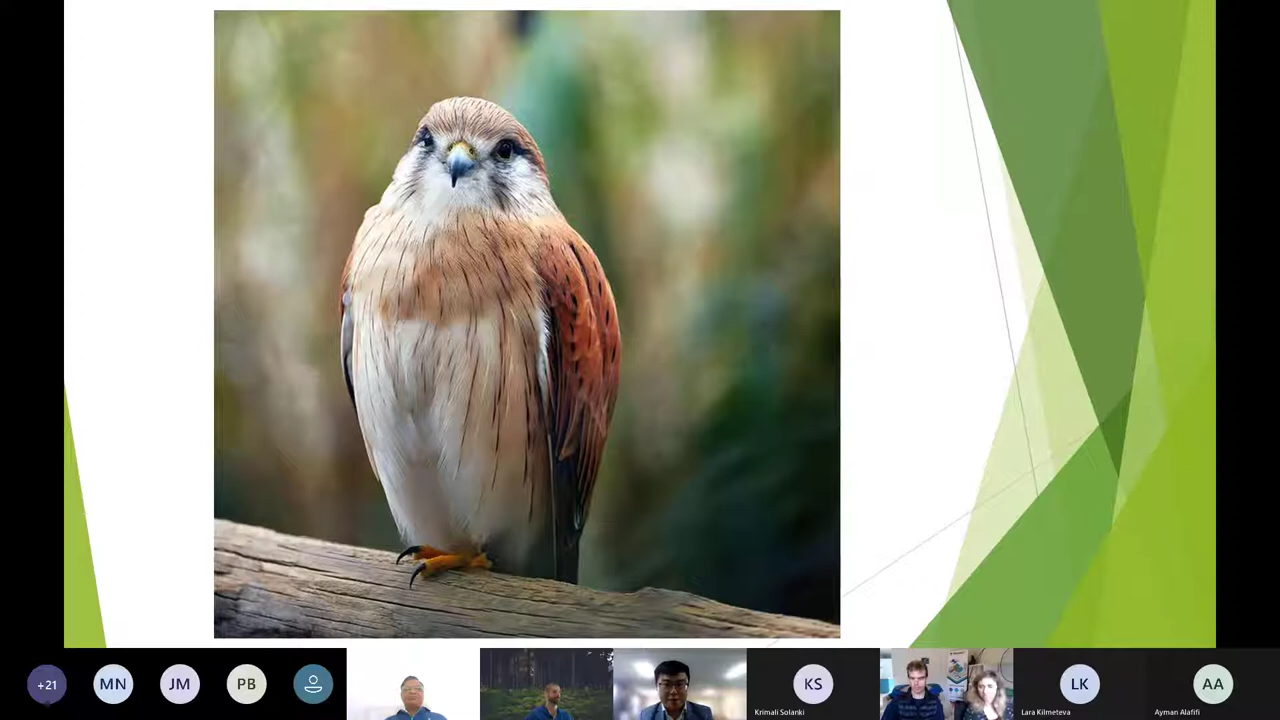 +21
MN
JM
PB
KS
Krimali Solanki
LK
Lara Kilmeteva
AA
Ayman Alafifi